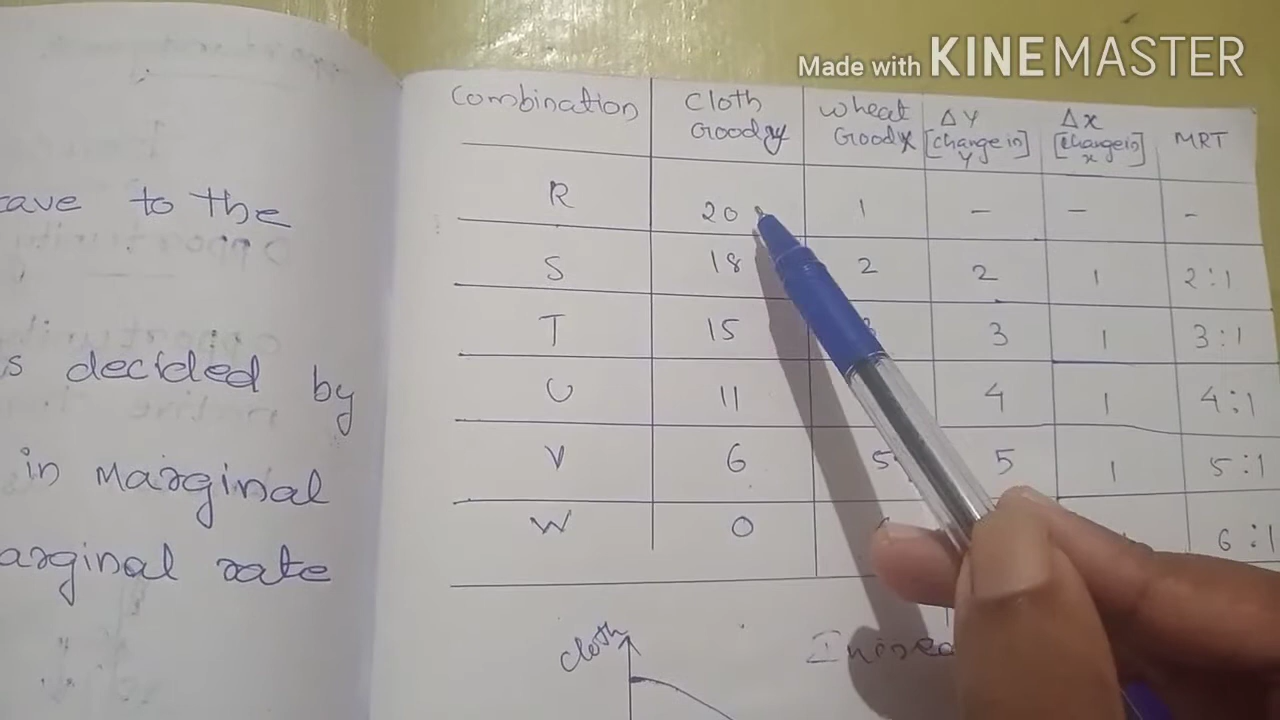 Made with KINEMASTER
Combination Cloth Good y Wheat Good x ΔY [change in y] Δx [change in x] MRT
R 20 1 - - -
S 18 2 2 1 2:1
T 15 3 1 3:1
U 11 4 1 4:1
V 6 5 5 1 5:1
W 0 6:1
cloth
to the
s decided by
in marginal
arginal rate